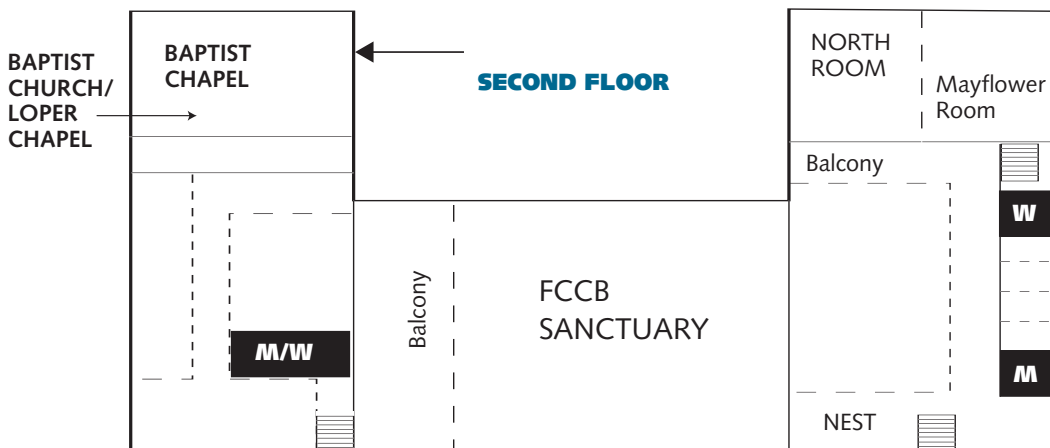 BAPTIST
CHURCH/
LOPER
CHAPEL
BAPTIST
CHAPEL
SECOND FLOOR
NORTH
ROOM
Mayflower
Room
Balcony
W
M/W
Balcony
FCCB
SANCTUARY
M
NEST